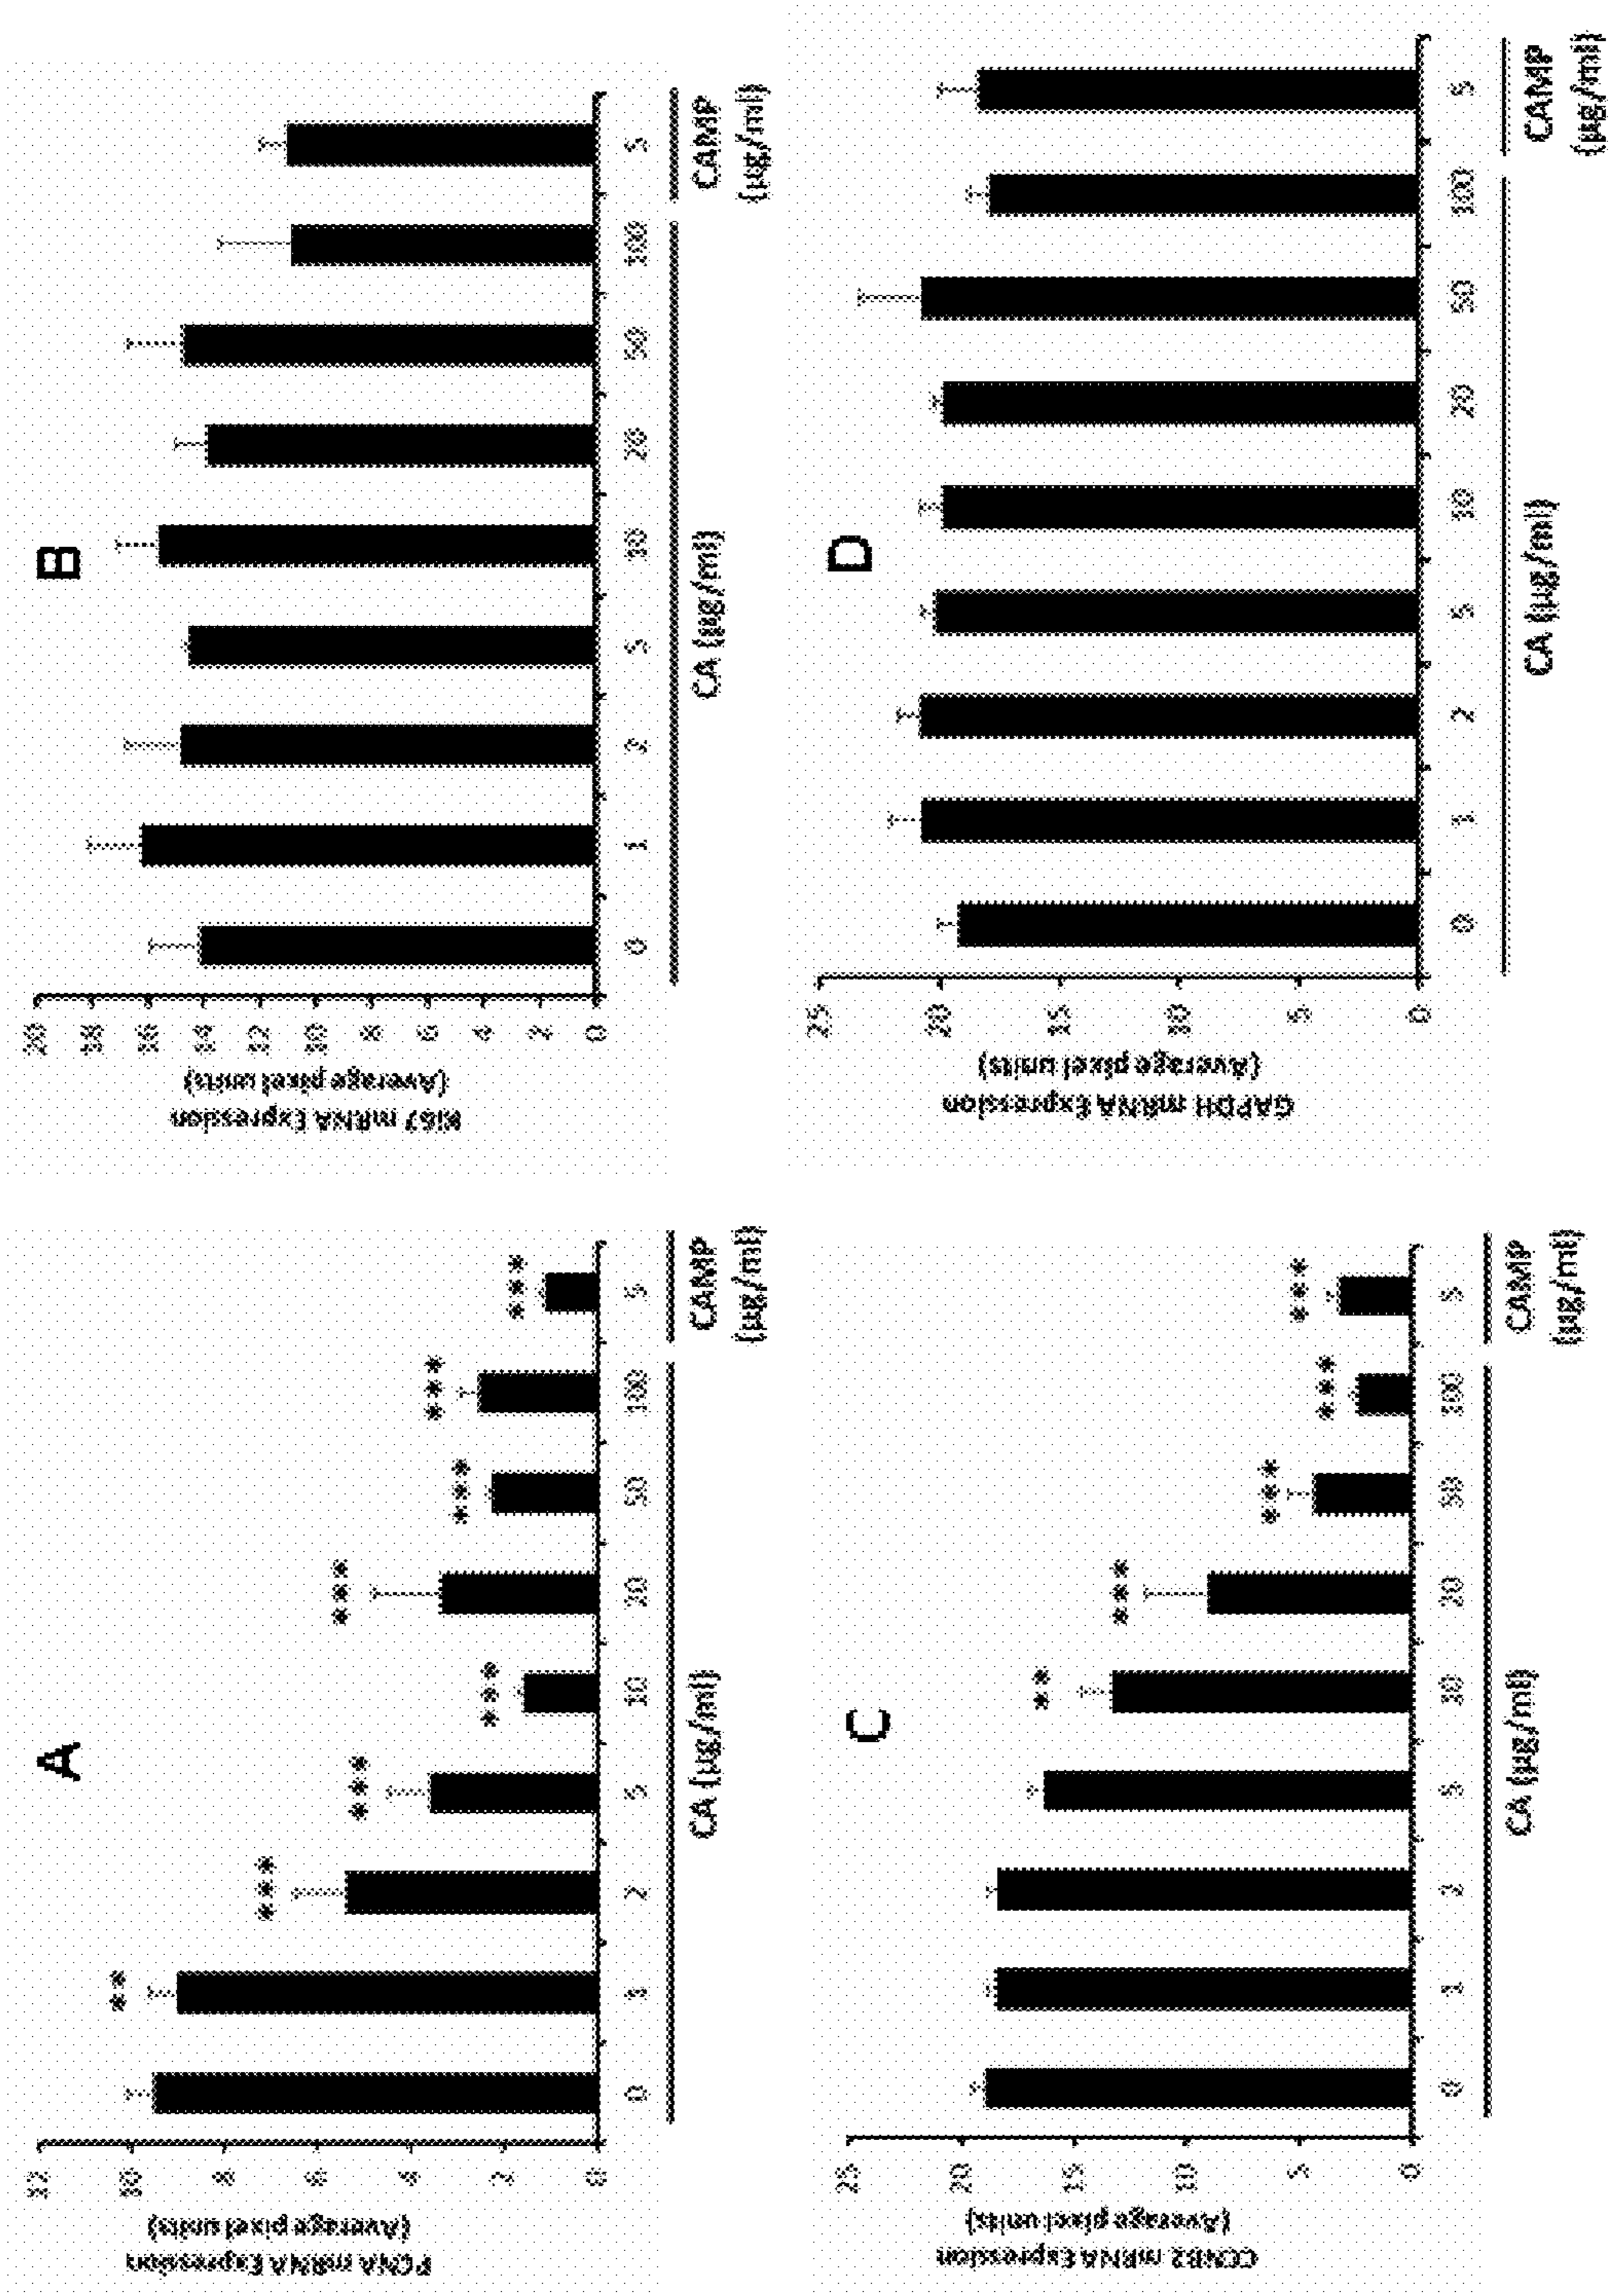 A
PCNA mRNA Expression
(Average pixel units)
12
10
8
6
4
2
0
0 1 2 5 10 20 50 100 5
CA (µg/ml)
CAMP
(µg/ml)
B
Ki67 mRNA Expression
(Average pixel units)
20
18
16
14
12
10
8
6
4
2
0
0 1 2 5 10 20 50 100 5
CA (µg/ml)
CAMP
(µg/ml)
C
CCNB2 mRNA Expression
(Average pixel units)
25
20
15
10
5
0
0 1 2 5 10 20 50 100 5
CA (µg/ml)
CAMP
(µg/ml)
D
GAPDH mRNA Expression
(Average pixel units)
25
20
15
10
5
0
0 1 2 5 10 20 50 100 5
CA (µg/ml)
CAMP
(µg/ml)